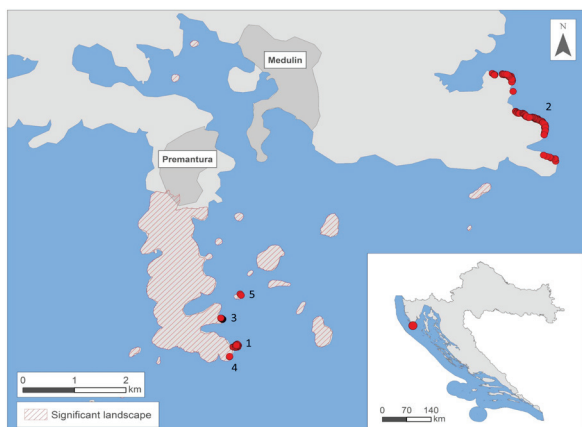 N
Medulin
2
Premantura
5
3
1
4
0 1 2
km
Significant landscape
0 70 140
km